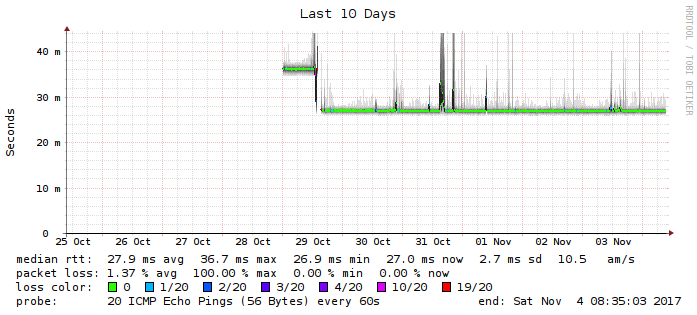 Last 10 Days
RRDTOOL / TOBI OETIKER
Seconds
40 m
30 m
20 m
10 m
0
25 Oct 26 Oct 27 Oct 28 Oct 29 Oct 30 Oct 31 Oct 01 Nov 02 Nov 03 Nov
median rtt: 27.9 ms avg 36.7 ms max 26.9 ms min 27.0 ms now 2.7 ms sd 10.5 am/s
packet loss: 1.37 % avg 100.00 % max 0.00 % min 0.00 % now
loss color: 0 1/20 2/20 3/20 4/20 10/20 19/20
probe: 20 ICMP Echo Pings (56 Bytes) every 60s end: Sat Nov 4 08:35:03 2017